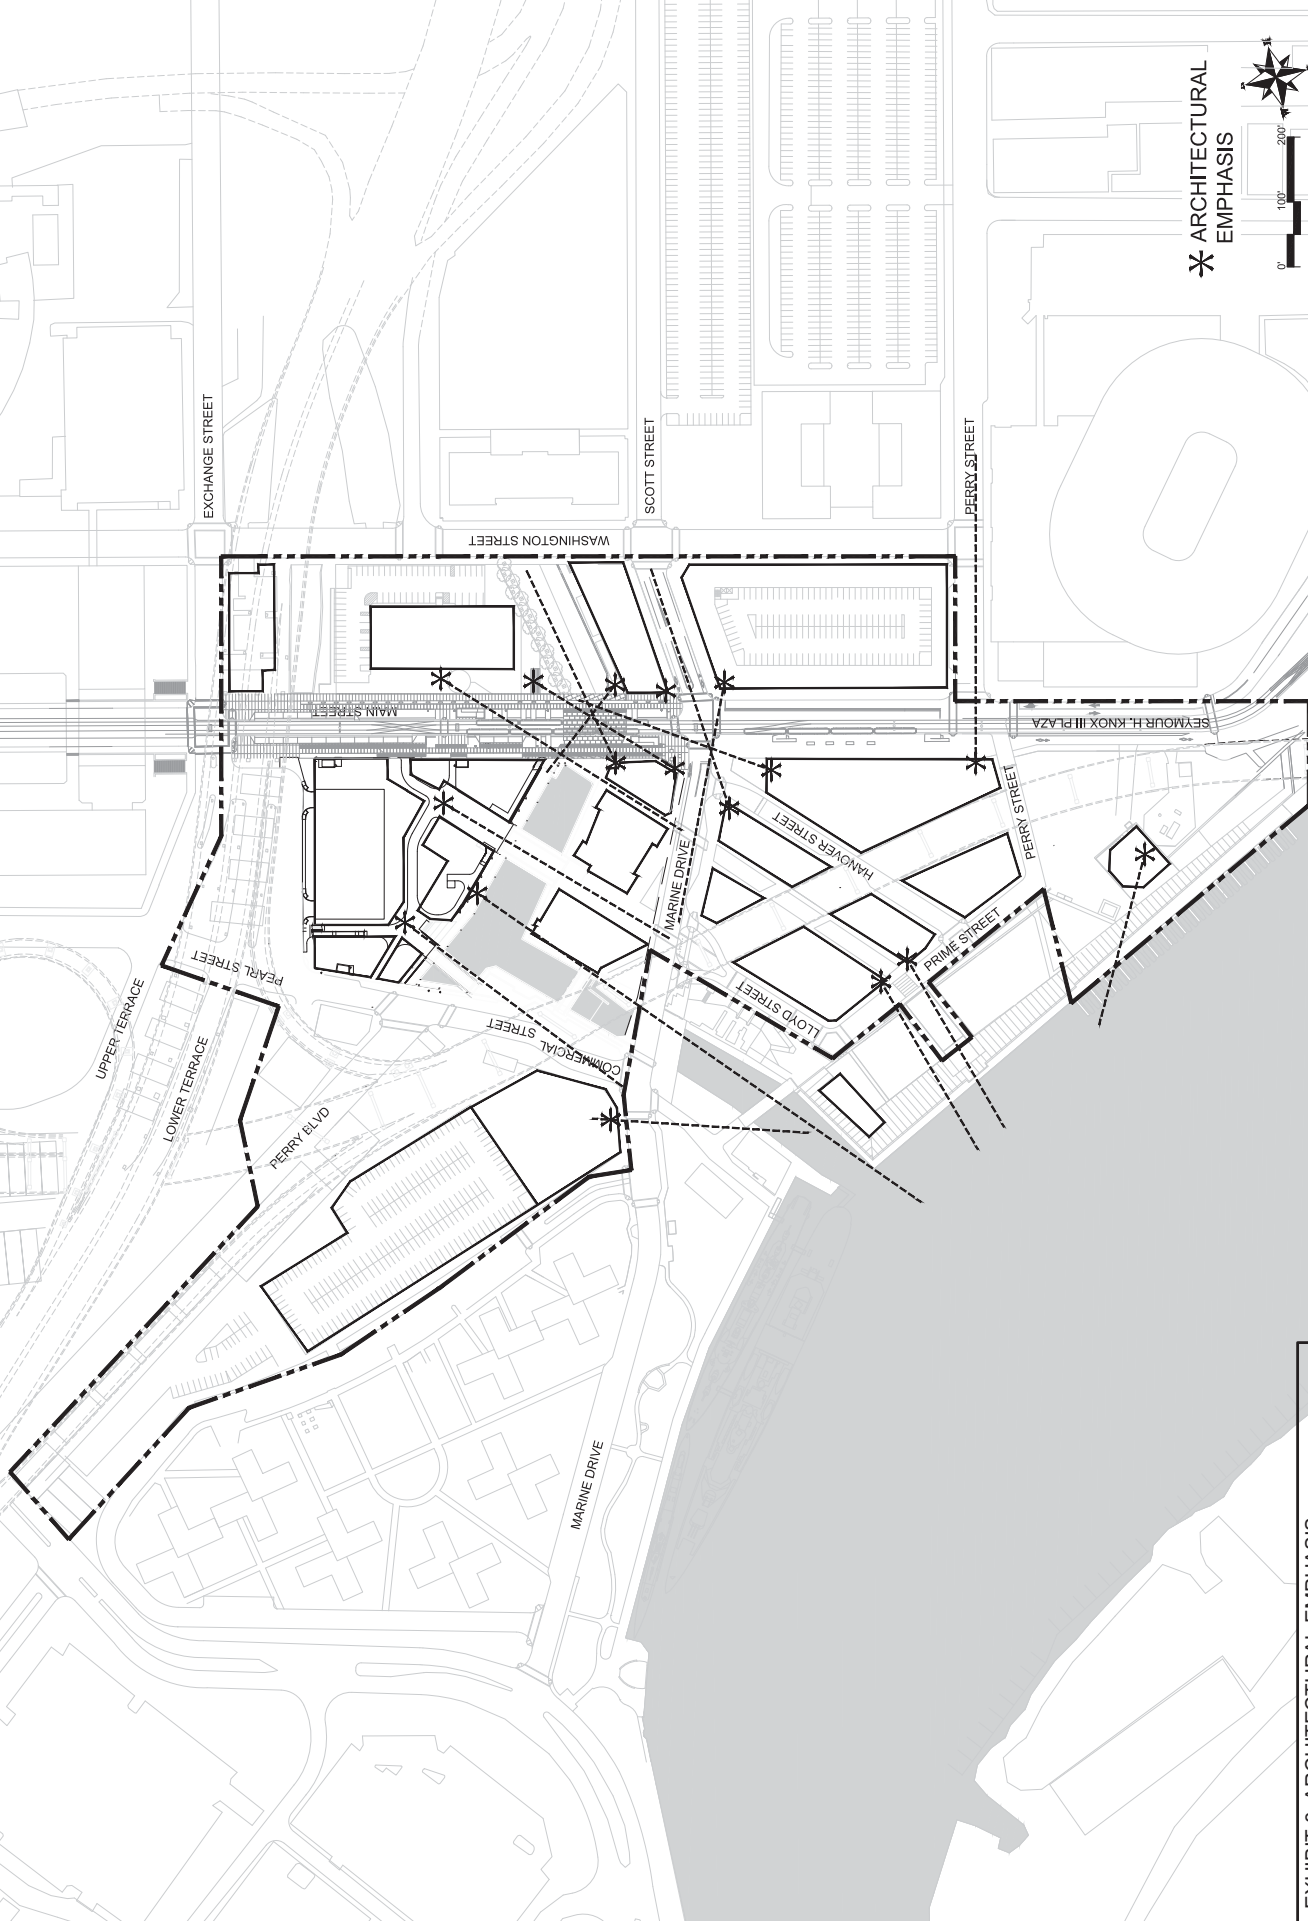 ARCHITECTURAL
EMPHASIS
0'
100'
200'
EXCHANGE STREET
SCOTT STREET
PERRY STREET
WASHINGTON STREET
MAIN STREET
SEYMOUR H. KNOX III PLAZA
HANOVER STREET
PERRY STREET
MARINE DRIVE
PRIME STREET
LLOYD STREET
PEARL STREET
COMMERCIAL
STREET
UPPER TERRACE
LOWER TERRACE
PERRY BLVD
MARINE DRIVE